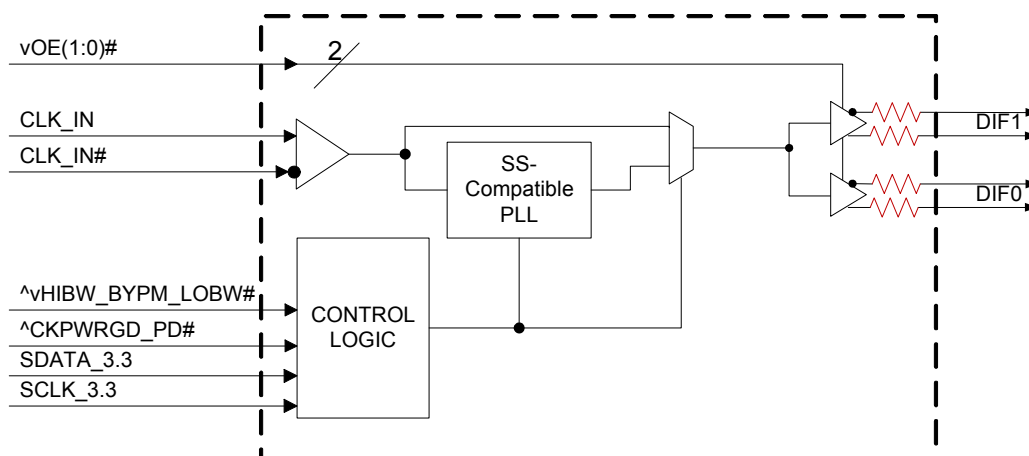 vOE(1:0)#
2
CLK_IN
CLK_IN#
SS-
Compatible
PLL
DIF1
DIF0
^vHIBW_BYPM_LOBW#
^CKPWRGD_PD#
SDATA_3.3
SCLK_3.3
CONTROL
LOGIC